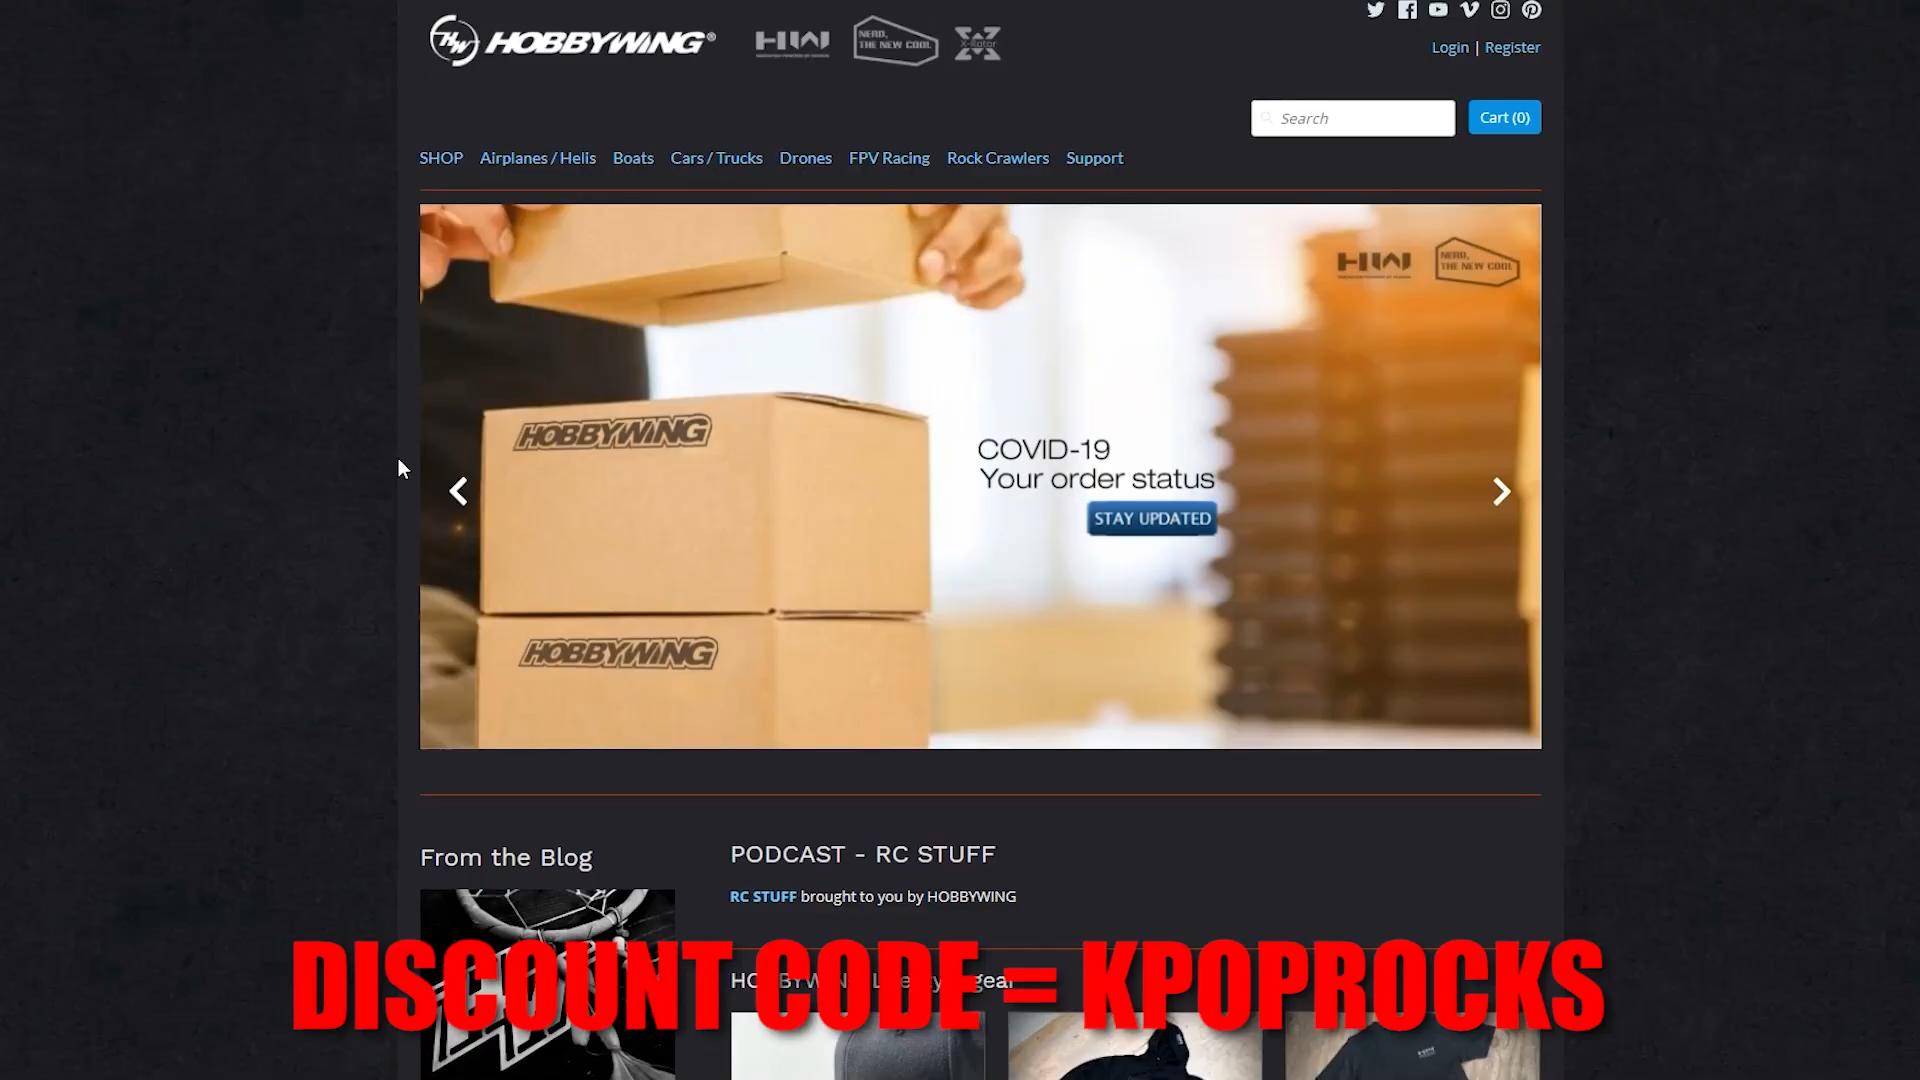 HW HOBBYWING® HW NERD, THE NEW COOL X-Rotor
Login | Register
Search
Cart (0)
SHOP Airplanes / Helis Boats Cars / Trucks Drones FPV Racing Rock Crawlers Support
HW NERD, THE NEW COOL
HOBBYWING
COVID-19
Your order status
STAY UPDATED
HOBBYWING
From the Blog
PODCAST - RC STUFF
RC STUFF brought to you by HOBBYWING
DISCOUNT CODE = KPOPROCKS